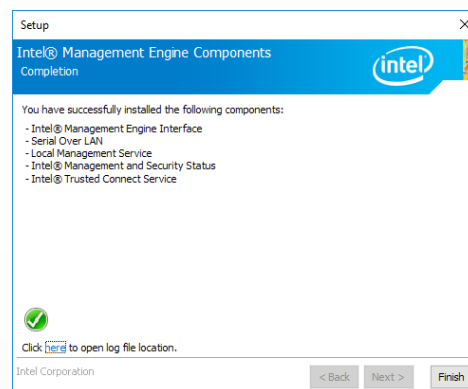 Setup
Intel® Management Engine Components
Completion
intel
You have successfully installed the following components:
- Intel® Management Engine Interface
- Serial Over LAN
- Local Management Service
- Intel® Management and Security Status
- Intel® Trusted Connect Service
Click here to open log file location.
Intel Corporation
< Back Next > Finish